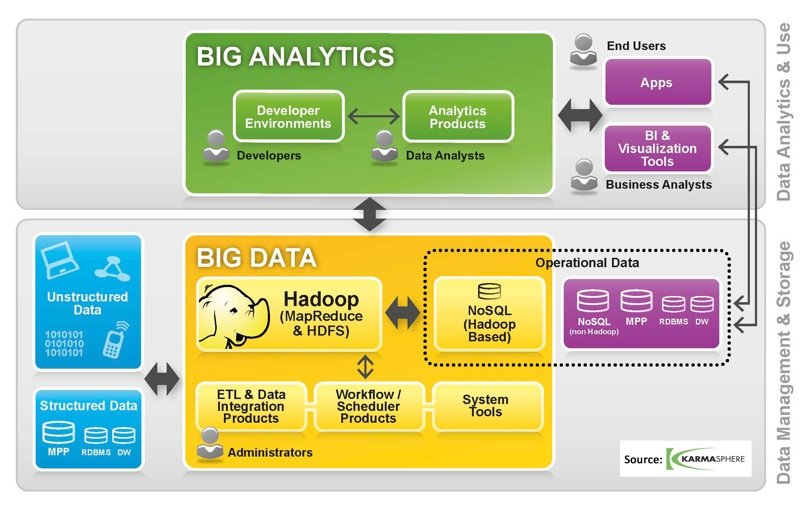 BIG ANALYTICS
Developer
Environments
Analytics
Products
Developers
Data Analysts
End Users
Apps
BI &
Visualization
Tools
Business Analysts
Data Analytics & Use
Unstructured
Data
1010101
0101010
1010101
Structured Data
MPP
RDBMS
DW
BIG DATA
Hadoop
(MapReduce
& HDFS)
Operational Data
NoSQL
(Hadoop
Based)
NoSQL
(non Hadoop)
MPP
RDBMS
DW
ETL & Data
Integration
Products
Workflow /
Scheduler
Products
System
Tools
Administrators
Data Management & Storage
Source: KARMASPHERE